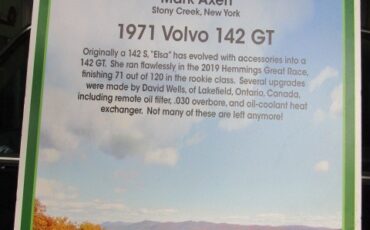 Mark Axen
Stony Creek, New York
1971 Volvo 142 GT
Originally a 142 S, "Elsa" has evolved with accessories into a
142 GT. She ran flawlessly in the 2019 Hemmings Great Race,
finishing 71 out of 120 in the rookie class. Several upgrades
were made by David Wells, of Lakefield, Ontario, Canada,
including remote oil filter, .030 overbore, and oil-coolant heat
exchanger. Not many of these are left anymore!